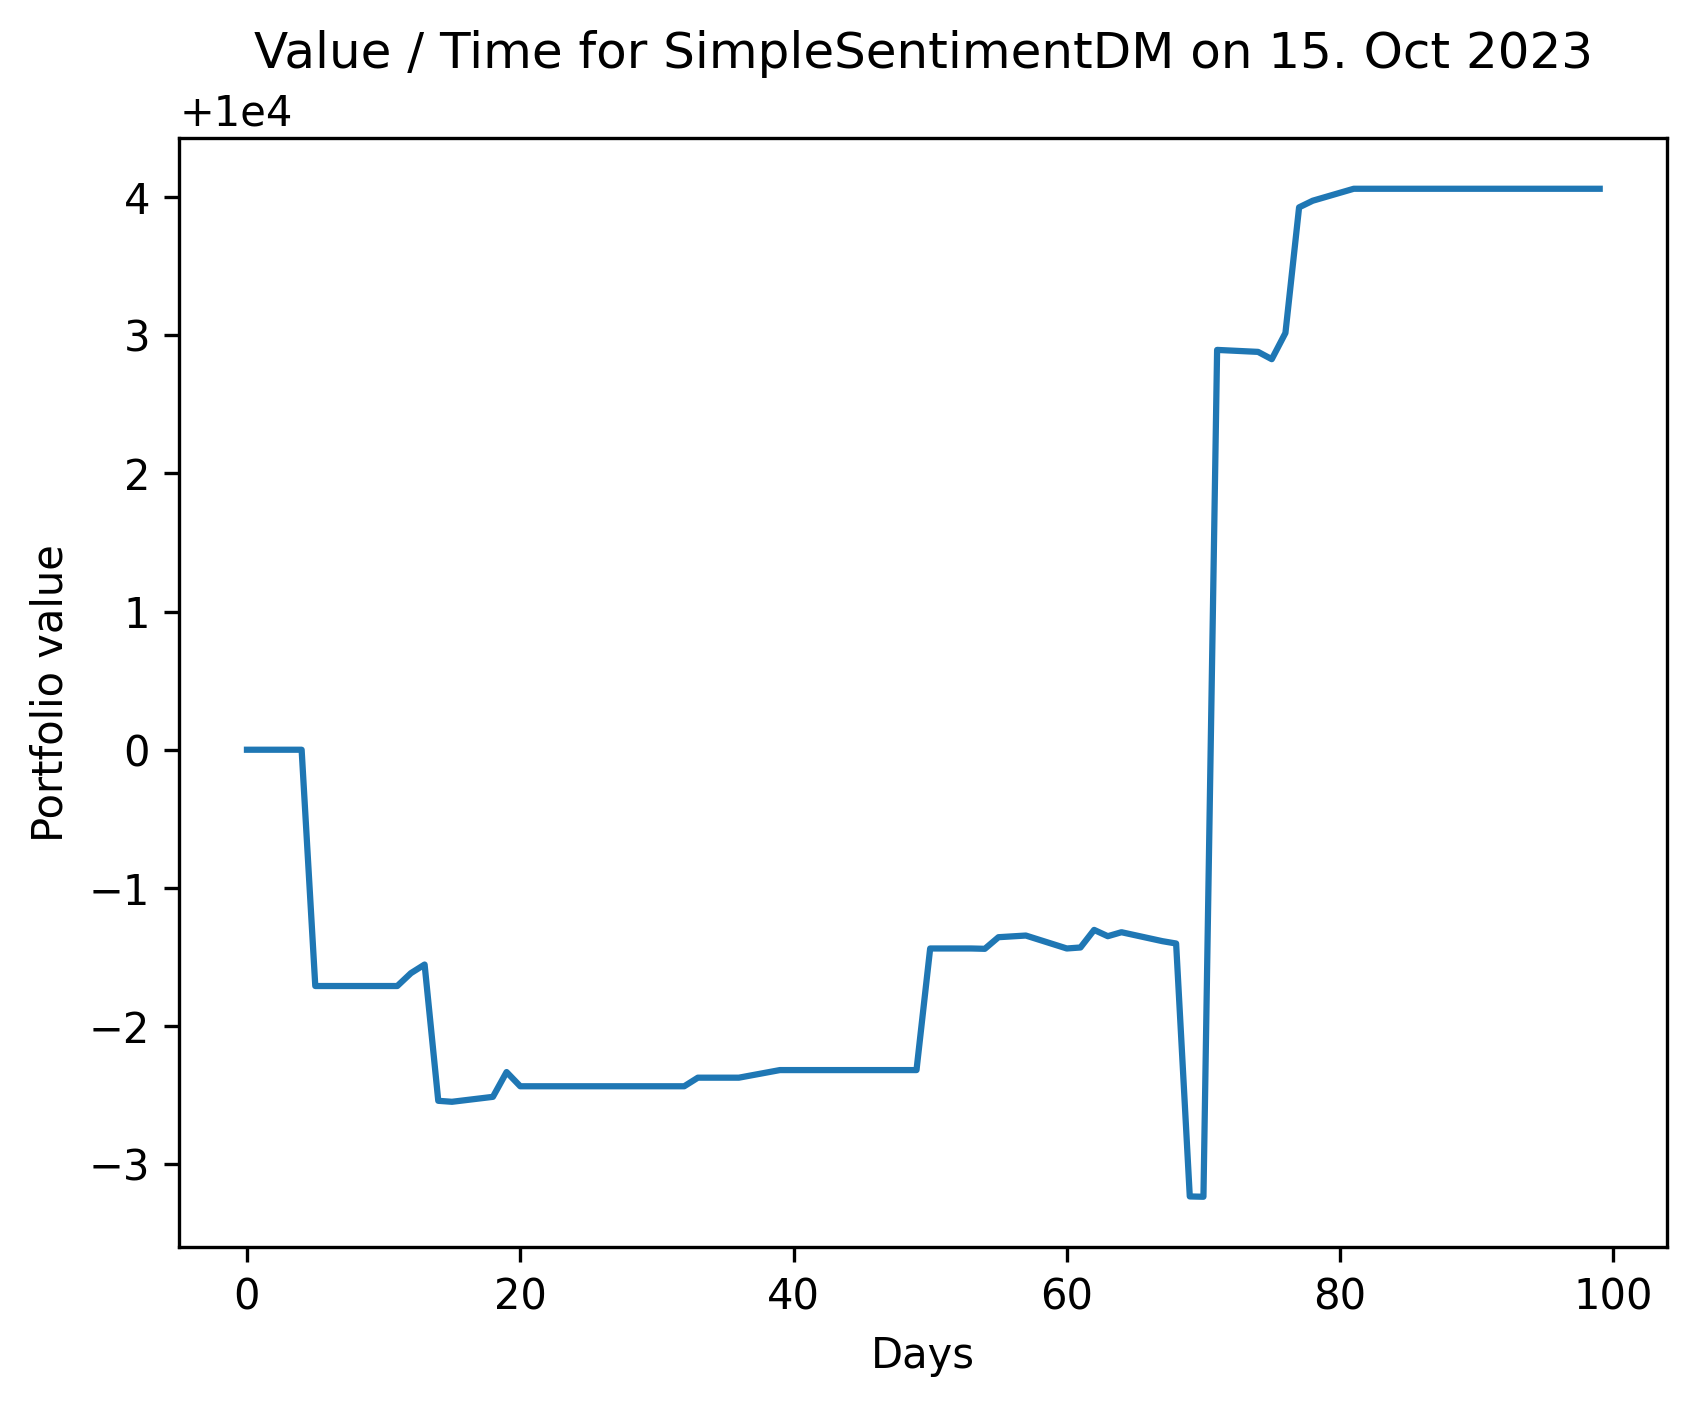 Value / Time for SimpleSentimentDM on 15. Oct 2023
+1e4
4
3
2
1
0
−1
−2
−3
Portfolio value
0 20 40 60 80 100
Days